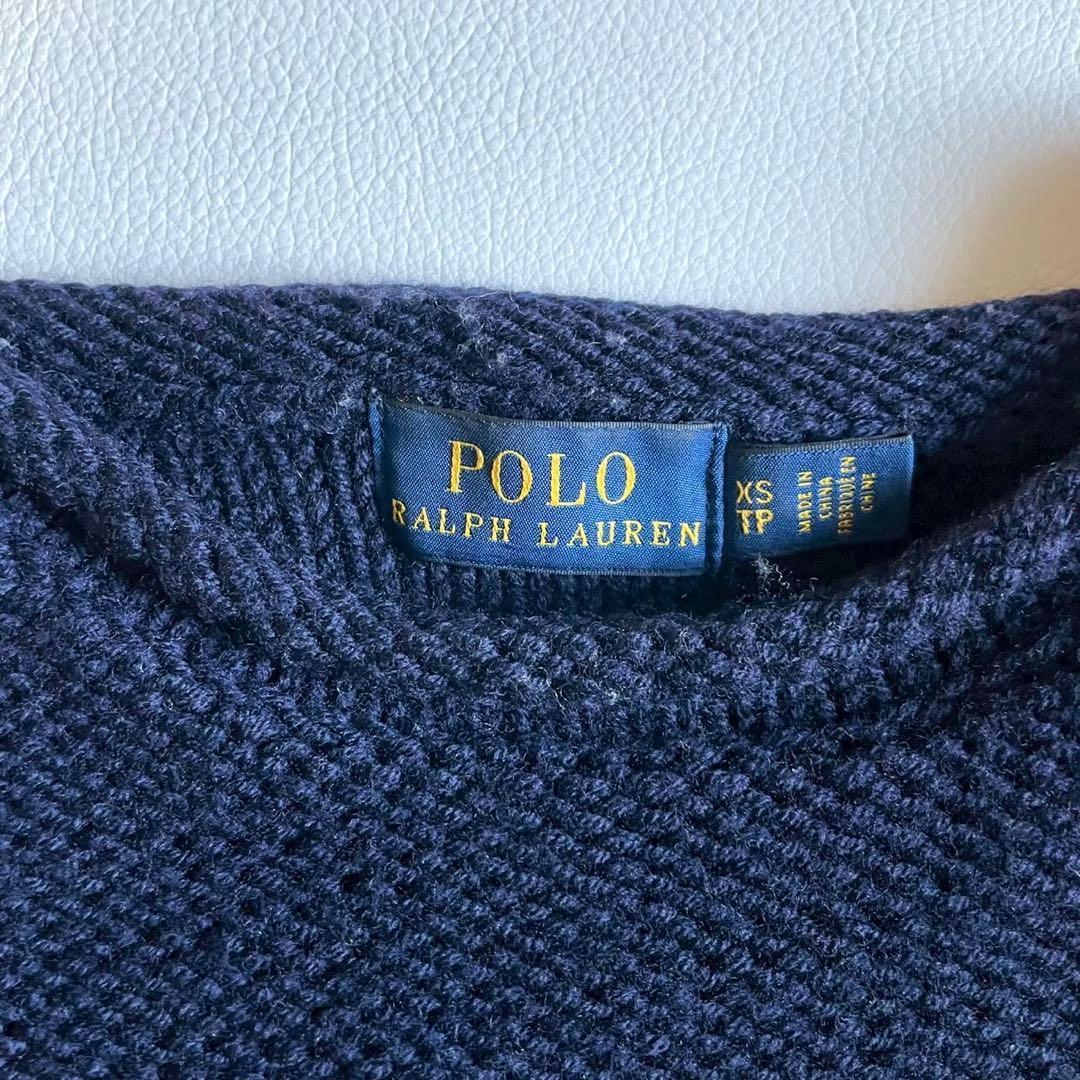 POLO
RALPH LAUREN
XS
TP
MADE IN
CHINA
FABRIQUÉ EN
CHINE